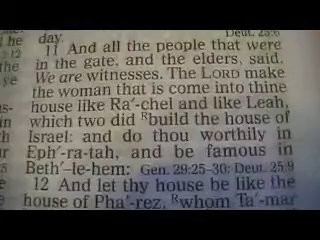 he day. Deut. 25:6
11 And all the people that were
in the gate, and the elders, said,
We are witnesses. The LORD make
the woman that is come into thine
house like Ra′-chel and like Leah,
which two did ᴿbuild the house of
Israel: and do thou worthily in
Eph′-ra-tah, and be famous in
Beth′-le-hem: Gen. 29:25–30; Deut. 25:9
12 And let thy house be like the
house of Pha′-rez, ᴿwhom Ta′-mar